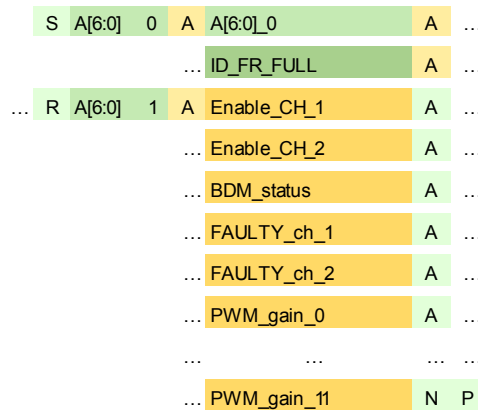 S A[6:0] 0 A A[6:0]_0 A …
… ID_FR_FULL A …
… R A[6:0] 1 A Enable_CH_1 A …
… Enable_CH_2 A …
… BDM_status A …
… FAULTY_ch_1 A …
… FAULTY_ch_2 A …
… PWM_gain_0 A …
… … … …
… PWM_gain_11 N P